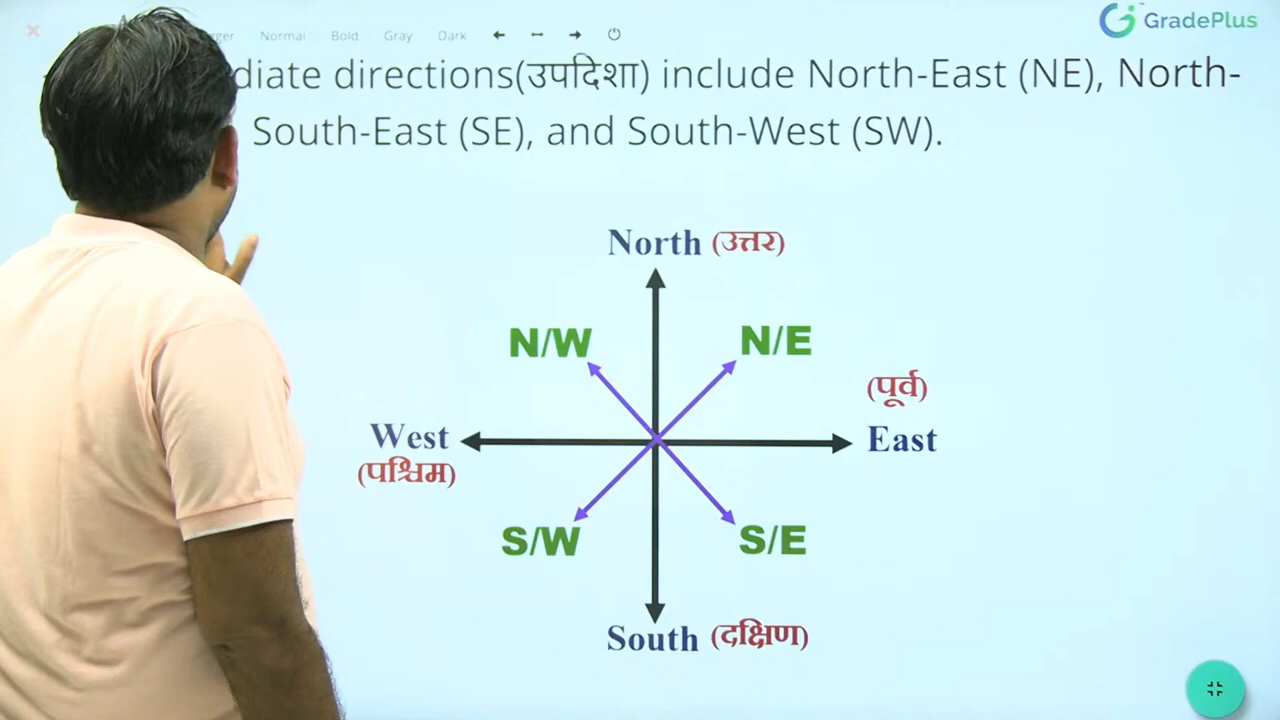 GradePlus
Normal Bold Gray Dark
diate directions(उपदिशा) include North-East (NE), North-
South-East (SE), and South-West (SW).
North (उत्तर)
N/W N/E
(पूर्व)
West East
(पश्चिम)
S/W S/E
South (दक्षिण)